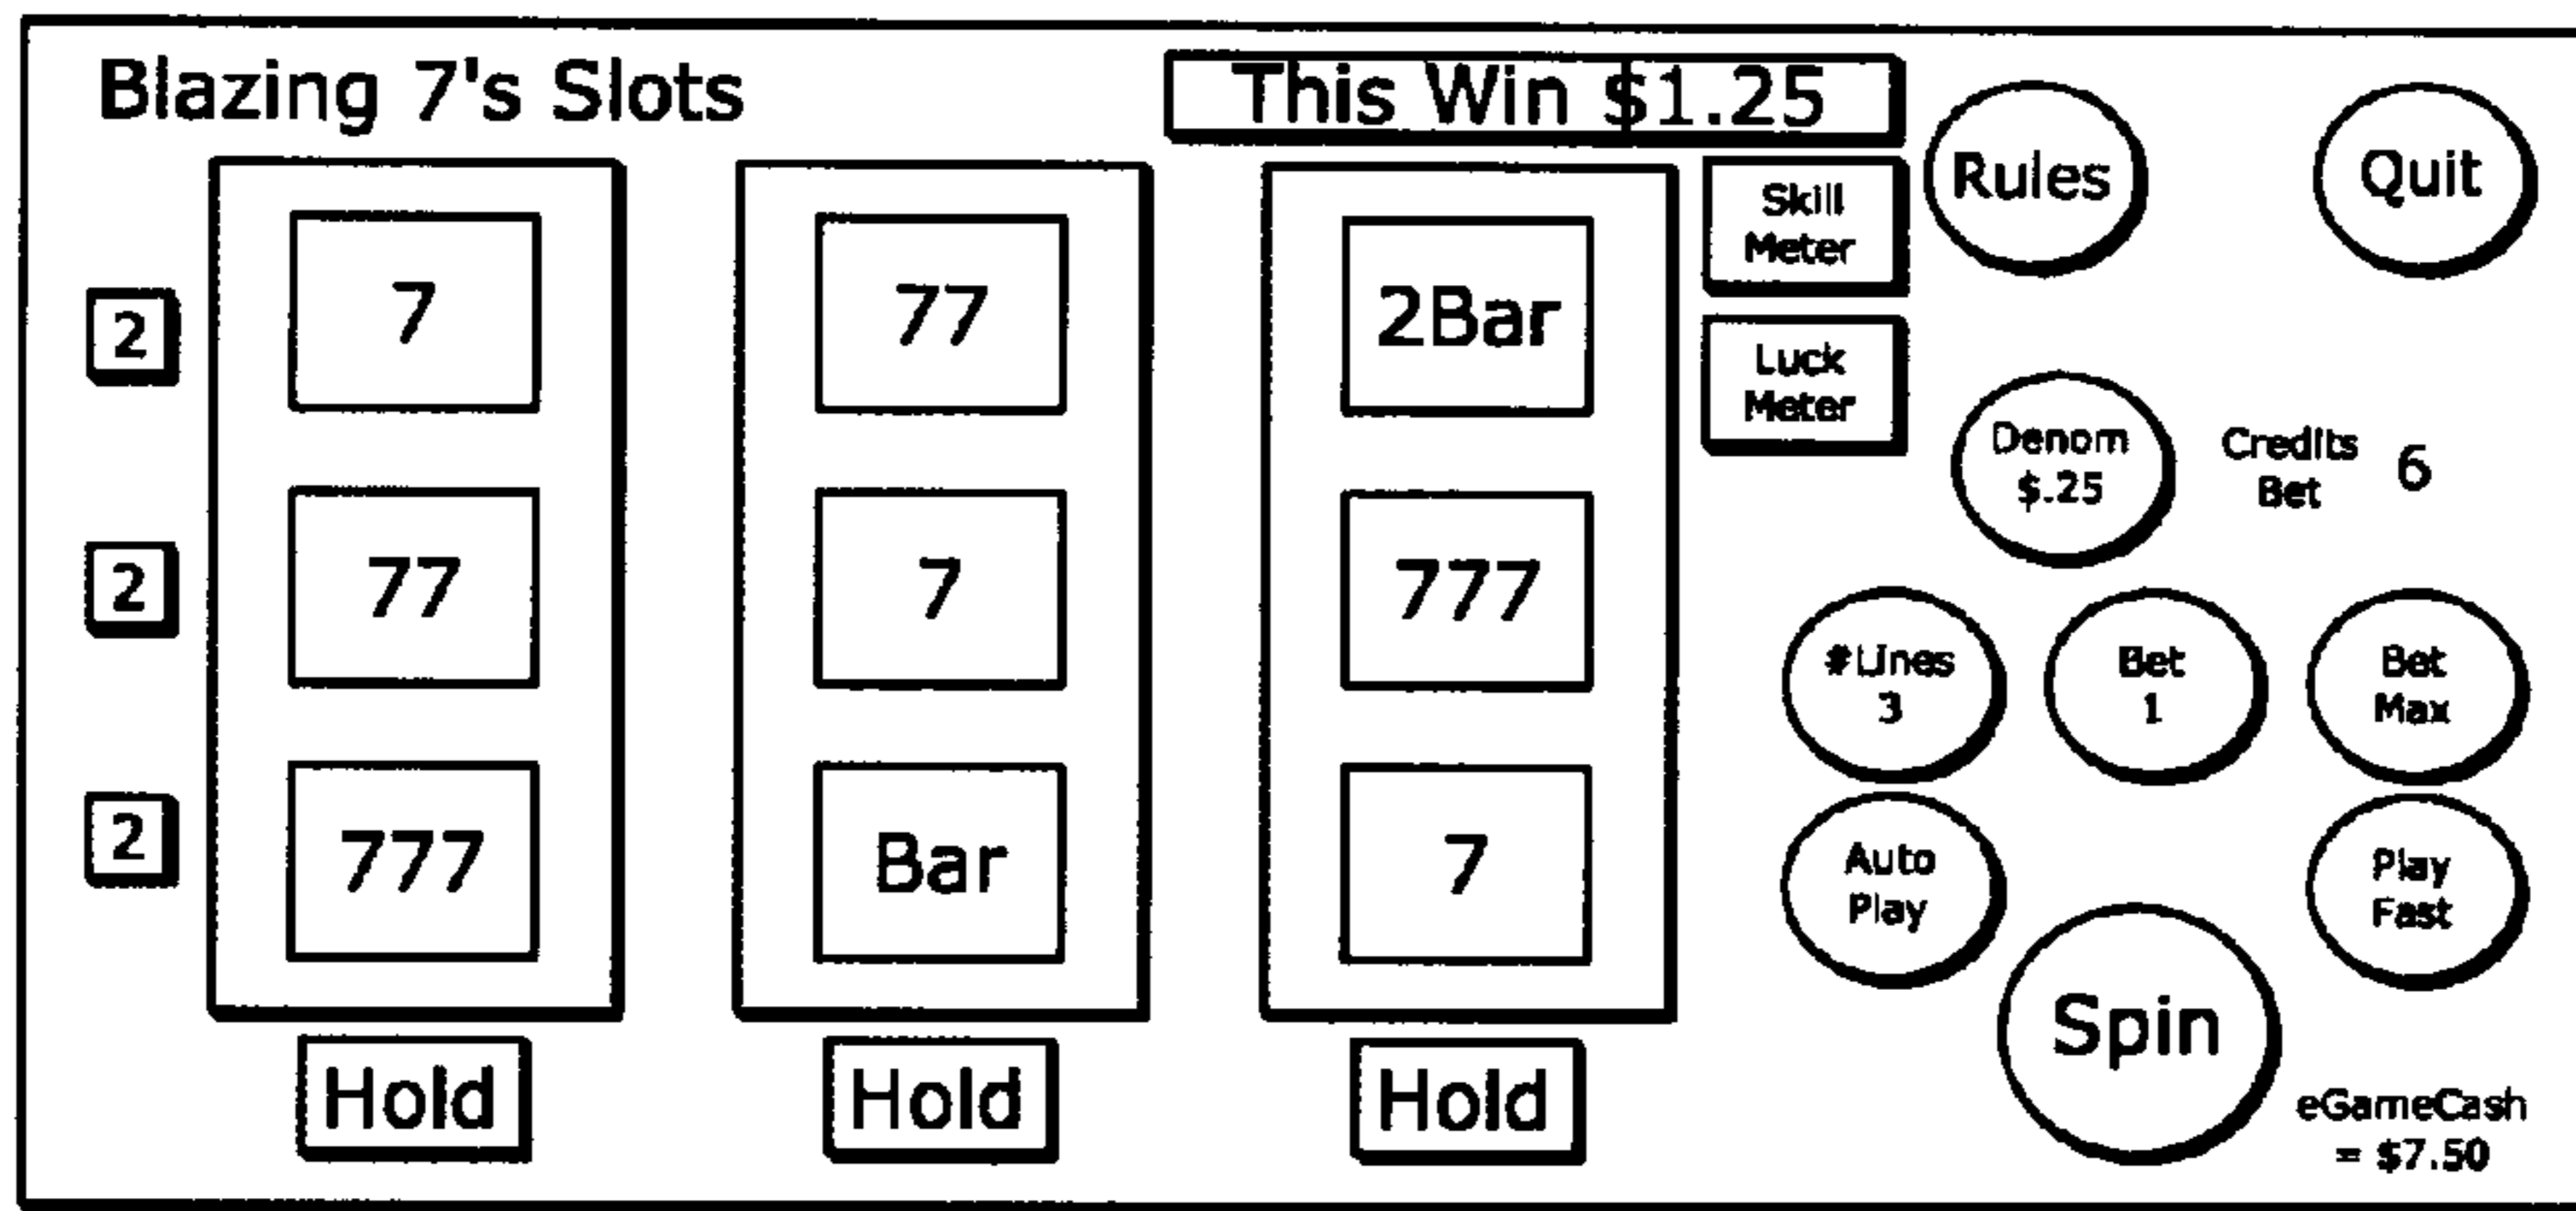 Blazing 7's Slots
This Win $1.25
Rules
Quit
Skill
Meter
Luck
Meter
2
7
77
2Bar
Denom
$.25
Credits
Bet
6
2
77
7
777
#Lines
3
Bet
1
Bet
Max
2
777
Bar
7
Auto
Play
Play
Fast
Spin
Hold
Hold
Hold
eGameCash
= $7.50